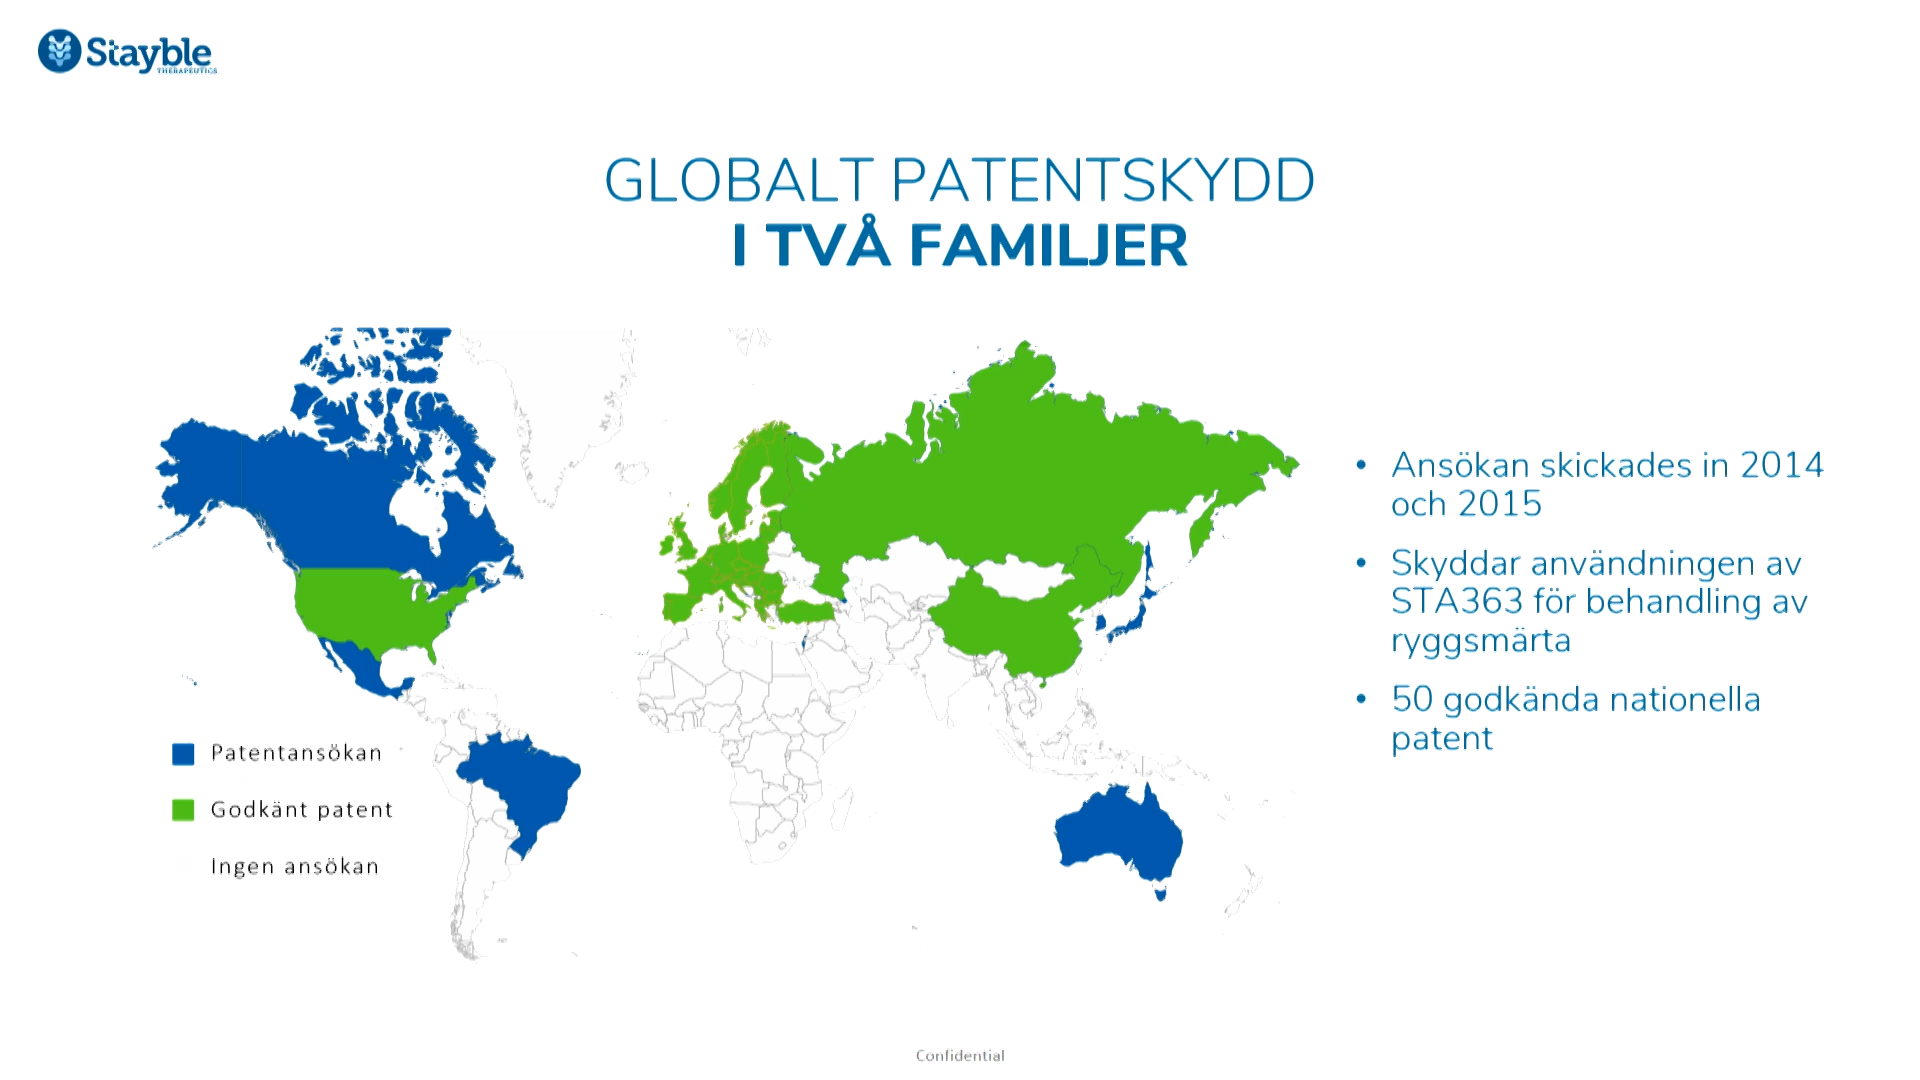 Stayble
THERAPEUTICS
GLOBALT PATENTSKYDD
I TVÅ FAMILJER
Patentansökan
Godkänt patent
Ingen ansökan
• Ansökan skickades in 2014
och 2015
• Skyddar användningen av
STA363 för behandling av
ryggsmärta
• 50 godkända nationella
patent
Confidential